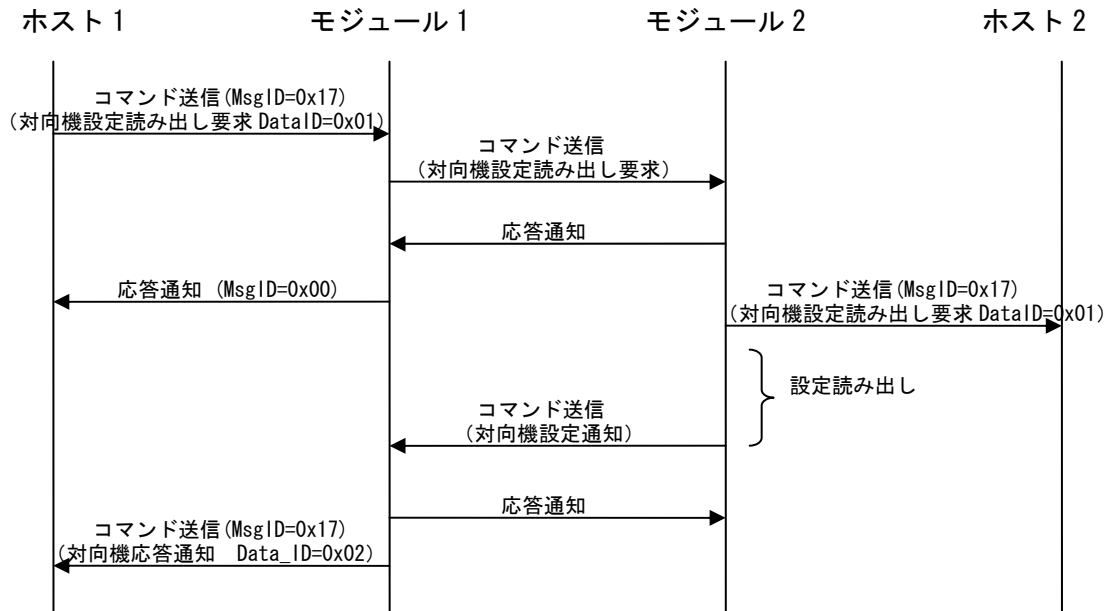 ホスト1
モジュール1
モジュール2
ホスト2
コマンド送信(MsgID=0x17)
(対向機設定読み出し要求 DataID=0x01)
コマンド送信
(対向機設定読み出し要求)
応答通知
応答通知 (MsgID=0x00)
コマンド送信(MsgID=0x17)
(対向機設定読み出し要求 DataID=0x01)
設定読み出し
コマンド送信
(対向機設定通知)
応答通知
コマンド送信(MsgID=0x17)
(対向機応答通知 Data_ID=0x02)